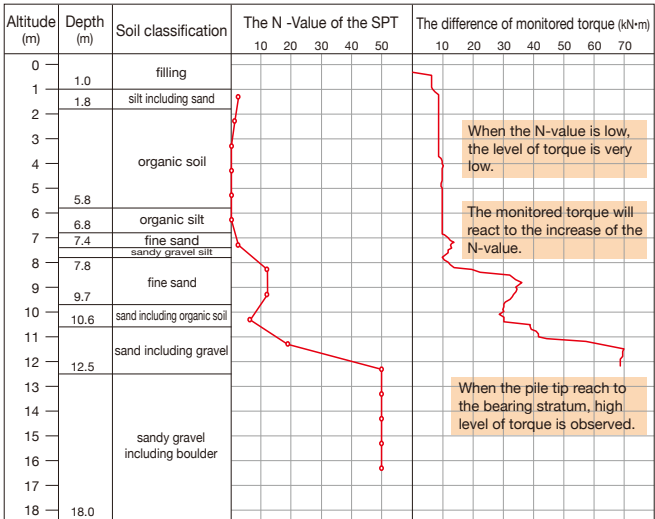 Altitude
(m)
Depth
(m)
Soil classification
The N -Value of the SPT
10 20 30 40 50
The difference of monitored torque (kN•m)
10 20 30 40 50 60 70
0
1
2
3
4
5
6
7
8
9
10
11
12
13
14
15
16
17
18
1.0
1.8
5.8
6.8
7.4
7.8
9.7
10.6
12.5
18.0
filling
silt including sand
organic soil
organic silt
fine sand
sandy gravel silt
fine sand
sand including organic soil
sand including gravel
sandy gravel
including boulder
When the N-value is low,
the level of torque is very
low.
The monitored torque will
react to the increase of the
N-value.
When the pile tip reach to
the bearing stratum, high
level of torque is observed.